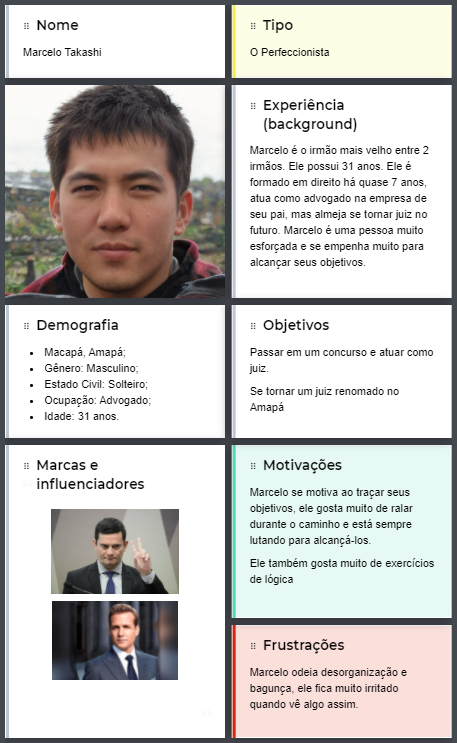 Nome
Marcelo Takashi
Tipo
O Perfeccionista
Experiência
(background)
Marcelo é o irmão mais velho entre 2
irmãos. Ele possui 31 anos. Ele é
formado em direito há quase 7 anos,
atua como advogado na empresa de
seu pai, mas almeja se tornar juiz no
futuro. Marcelo é uma pessoa muito
esforçada e se empenha muito para
alcançar seus objetivos.
Demografia
Macapá, Amapá;
Gênero: Masculino;
Estado Civil: Solteiro;
Ocupação: Advogado;
Idade: 31 anos.
Objetivos
Passar em um concurso e atuar como
juiz.
Se tornar um juiz renomado no
Amapá
Marcas e
influenciadores
Motivações
Marcelo se motiva ao traçar seus
objetivos, ele gosta muito de ralar
durante o caminho e está sempre
lutando para alcançá-los.
Ele também gosta muito de exercícios
de lógica
Frustrações
Marcelo odeia desorganização e
bagunça, ele fica muito irritado
quando vê algo assim.